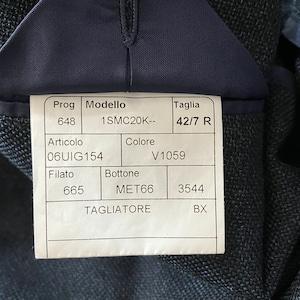 Prog Modello Taglia
648 1SMC20K-- 42/7 R
Articolo Colore
06UIG154 V1059
Filato Bottone
665 MET66 3544
TAGLIATORE BX